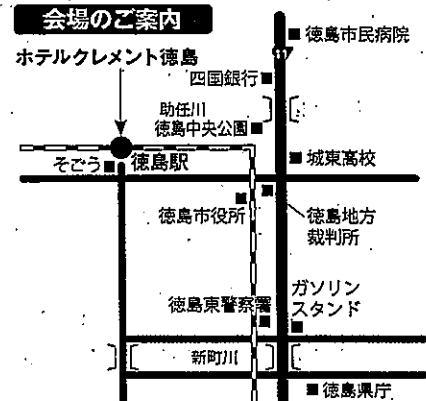 会場のご案内
徳島市民病院
ホテルクレメント徳島
11
四国銀行
助任川
徳島中央公園
城東高校
そごう
徳島駅
徳島市役所
徳島地方
裁判所
ガソリン
スタンド
徳島東警察署
新町川
徳島県庁